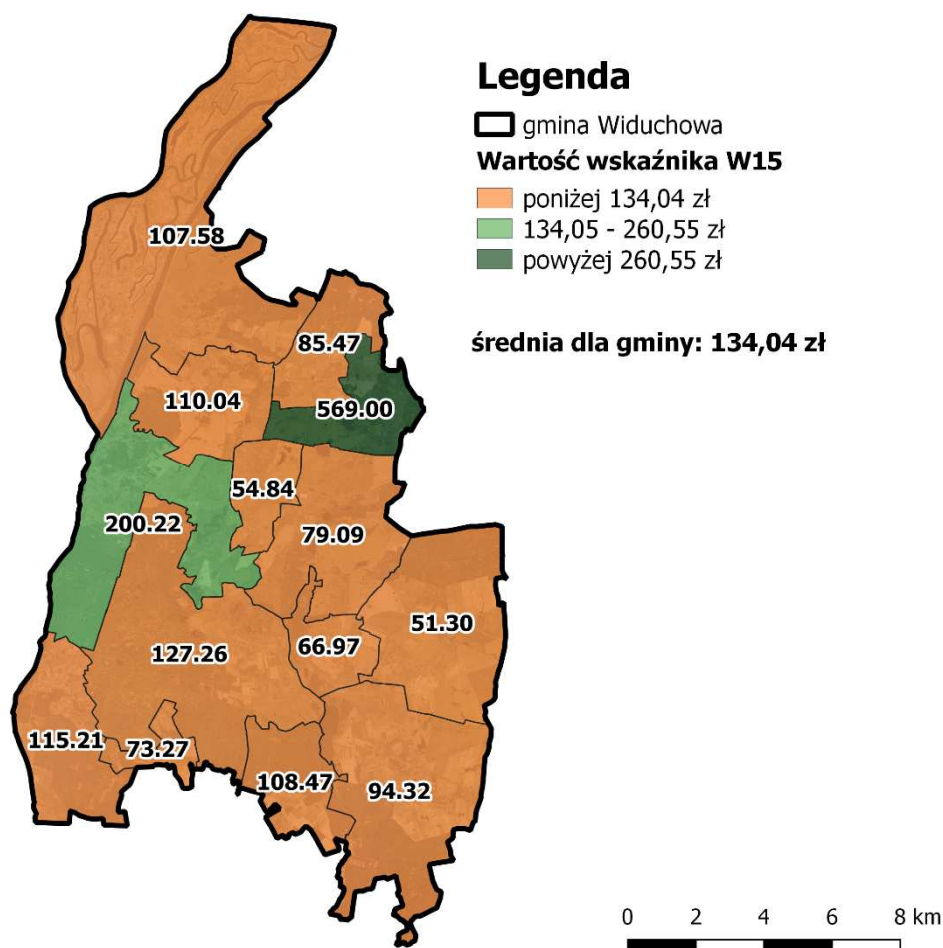 Legenda
gmina Widuchowa
Wartość wskaźnika W15
poniżej 134,04 zł
134,05 - 260,55 zł
powyżej 260,55 zł
średnia dla gminy: 134,04 zł
107.58
85.47
110.04
569.00
54.84
200.22
79.09
51.30
127.26
66.97
115.21
73.27
108.47
94.32
0 2 4 6 8 km